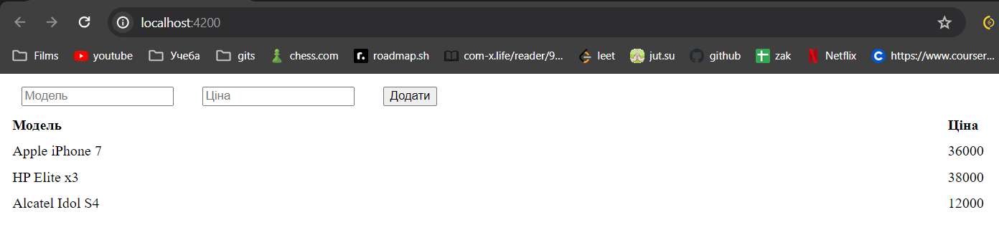 localhost:4200
Films youtube Учеба gits chess.com roadmap.sh com-x.life/reader/9... leet jut.su github zak Netflix https://www.courser...
Модель Ціна Додати
Модель Ціна
Apple iPhone 7 36000
HP Elite x3 38000
Alcatel Idol S4 12000